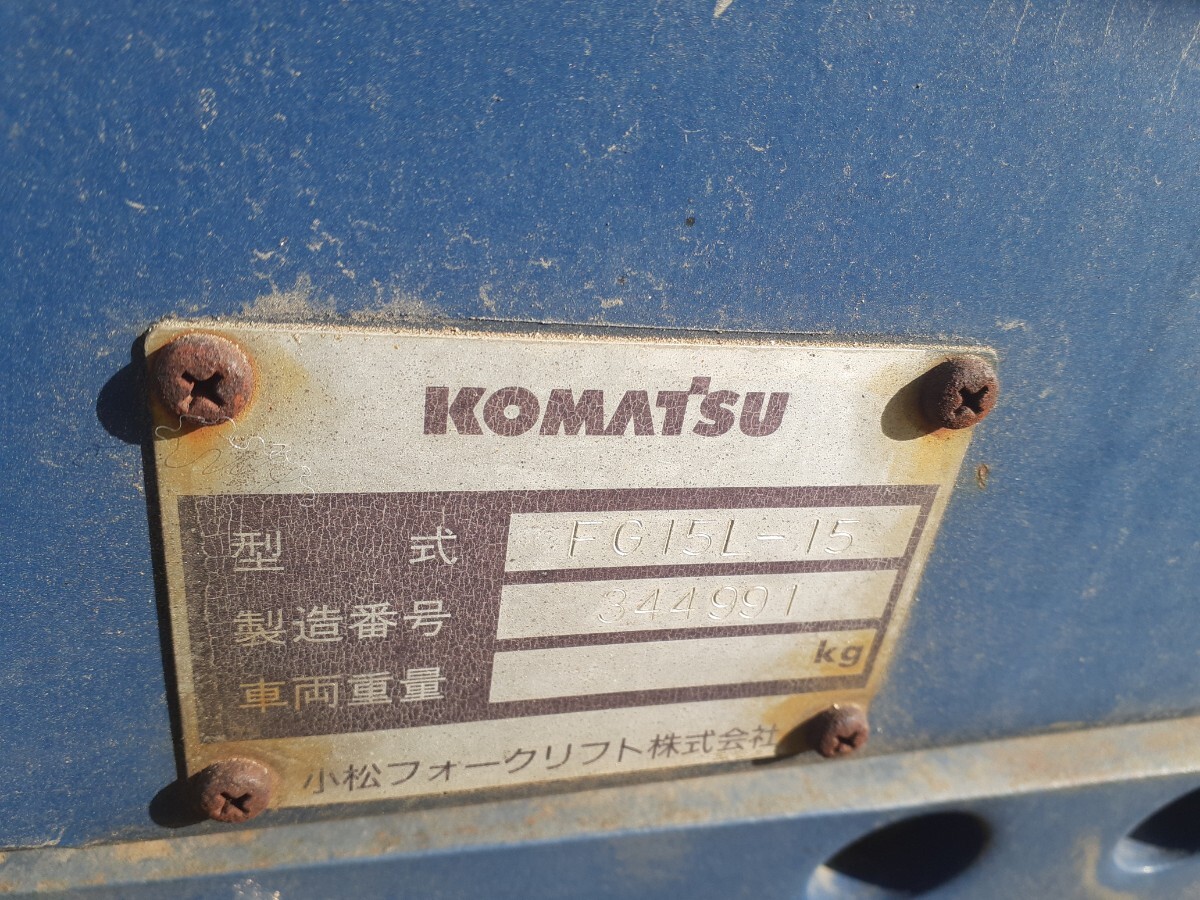 KOMATSU
型式 FG15L-15
製造番号 344991
車両重量 kg
小松フォークリフト株式会社